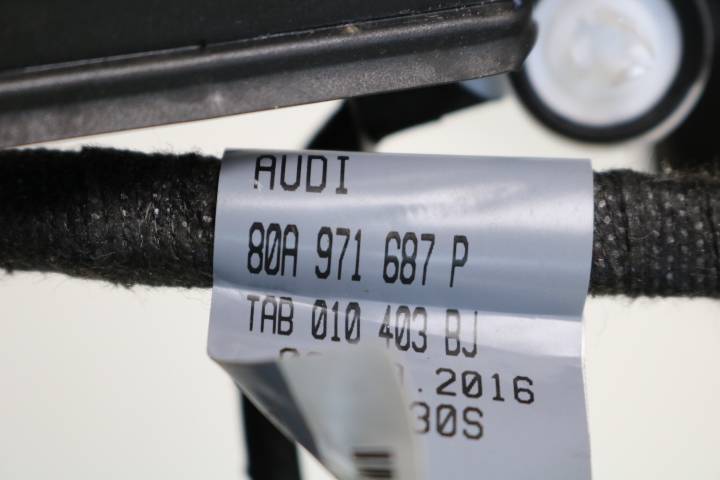 AUDI
80A 971 687 P
TAB 010 403 BJ
.2016
30S